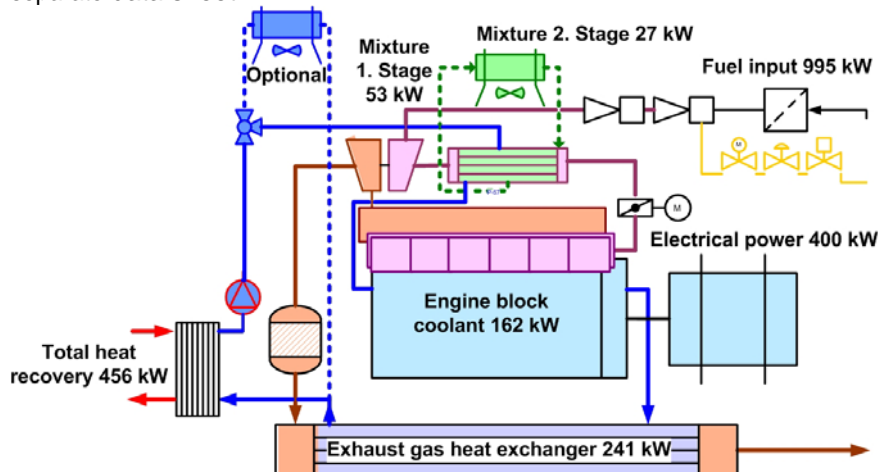 Optional
Mixture
1. Stage
53 kW
Mixture 2. Stage 27 kW
Fuel input 995 kW
M
M
Electrical power 400 kW
Engine block
coolant 162 kW
Total heat
recovery 456 kW
Exhaust gas heat exchanger 241 kW